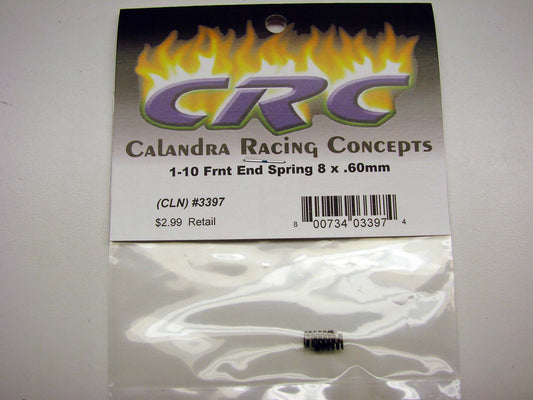 CRC
CALANDRA RACING CONCEPTS
1-10 Frnt End Spring 8 x .60mm
(CLN) #3397
$2.99 Retail
8 00734 03397 4